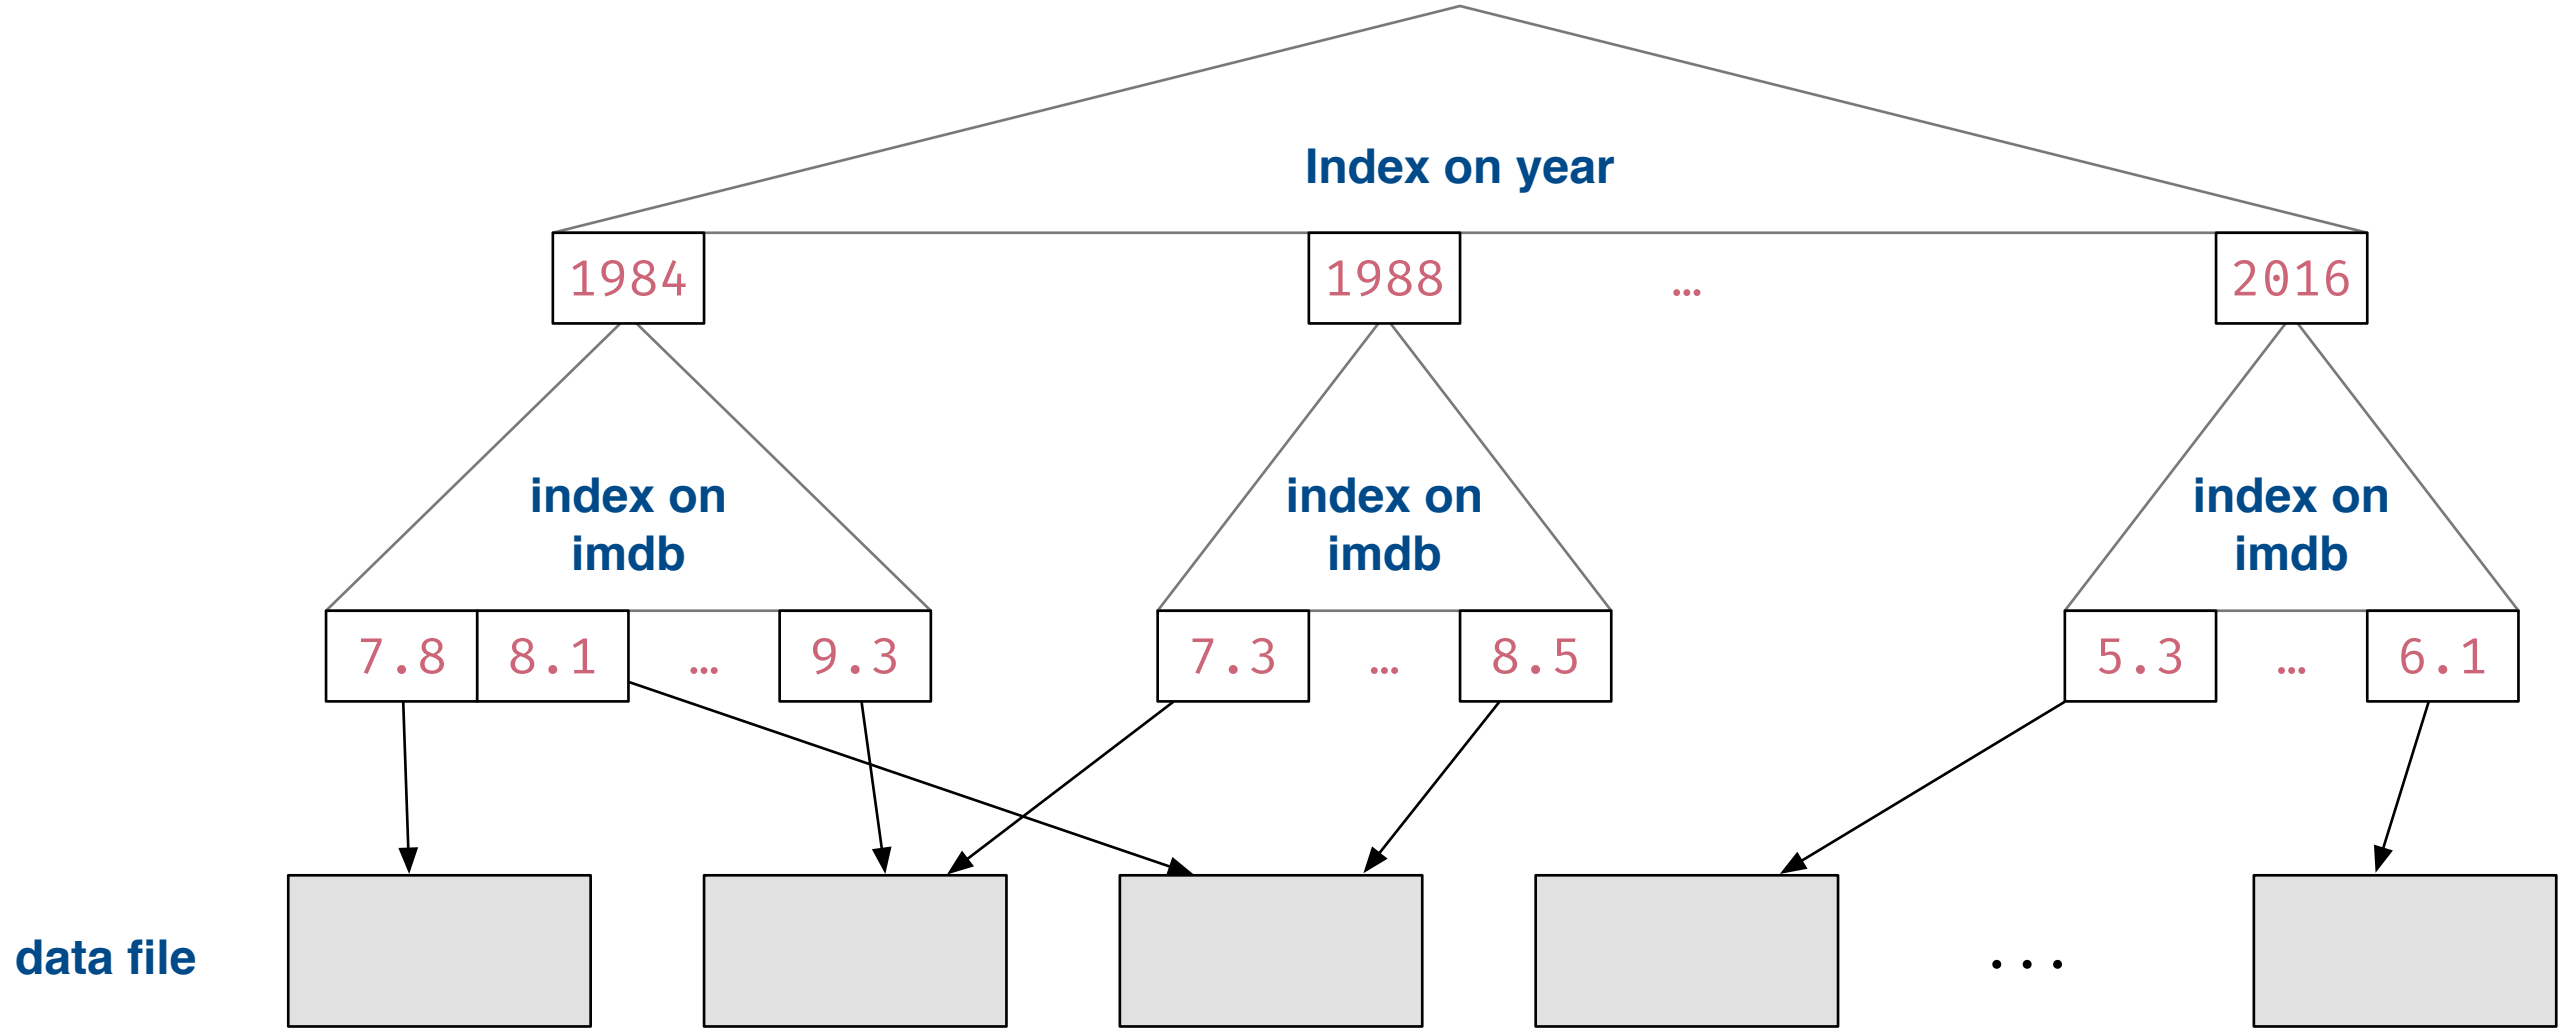 Index on year
1984
1988
…
2016
index on
imdb
index on
imdb
index on
imdb
7.8
8.1
…
9.3
7.3
…
8.5
5.3
…
6.1
data file
...